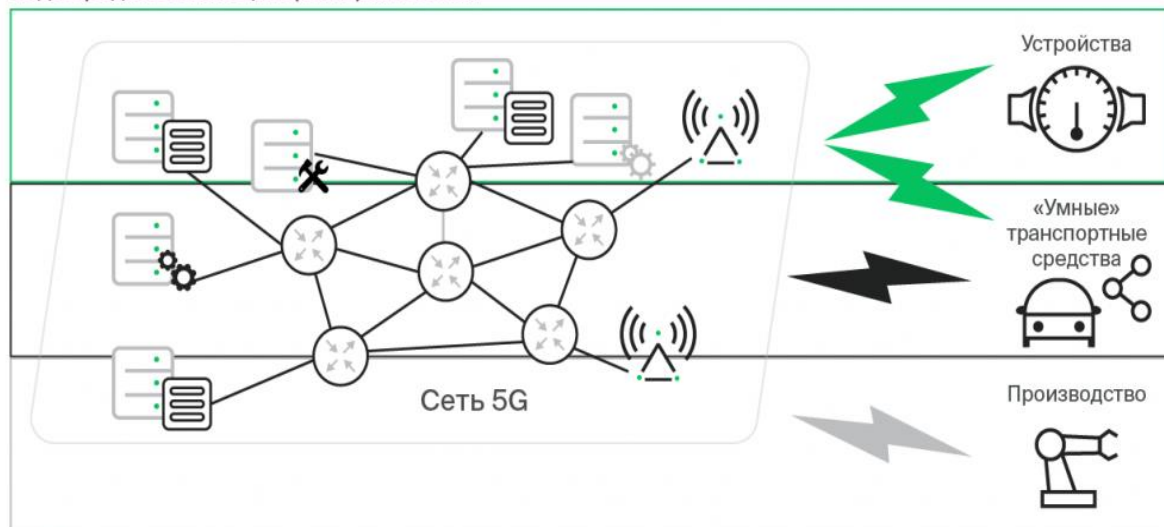 Устройства
«Умные»
транспортные
средства
Производство
Сеть 5G